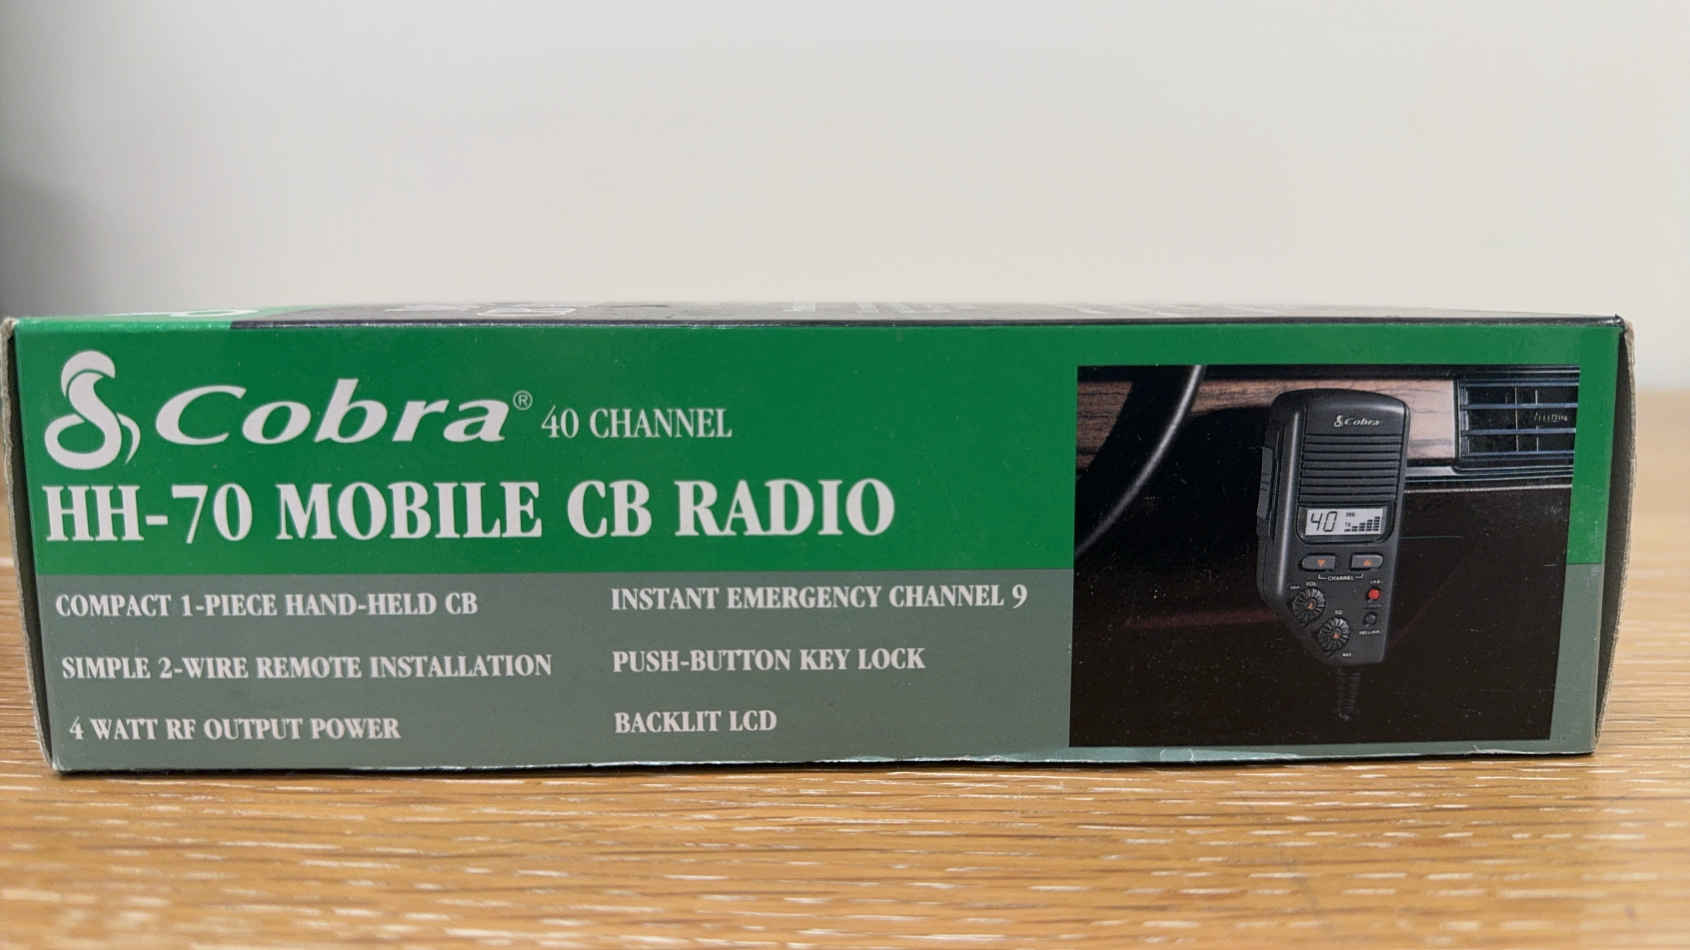 Cobra® 40 CHANNEL
HH-70 MOBILE CB RADIO
COMPACT 1-PIECE HAND-HELD CB
SIMPLE 2-WIRE REMOTE INSTALLATION
4 WATT RF OUTPUT POWER
INSTANT EMERGENCY CHANNEL 9
PUSH-BUTTON KEY LOCK
BACKLIT LCD
Cobra
40
CHANNEL
VOL